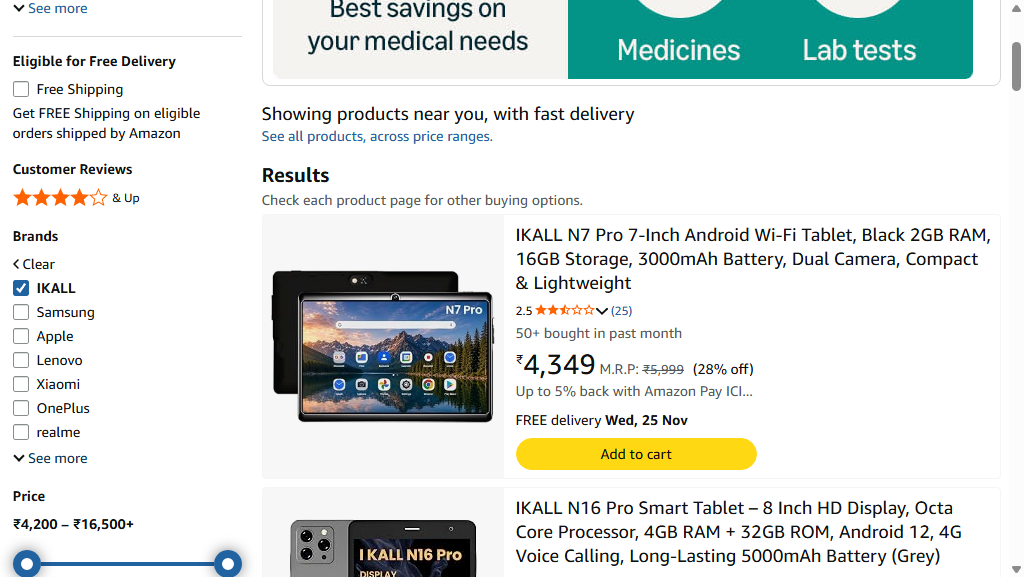 See more
Eligible for Free Delivery
Free Shipping
Get FREE Shipping on eligible
orders shipped by Amazon
Customer Reviews
& Up
Brands
Clear
IKALL
Samsung
Apple
Lenovo
Xiaomi
OnePlus
realme
See more
Price
₹4,200 – ₹16,500+
Best savings on
your medical needs
Medicines
Lab tests
Showing products near you, with fast delivery
See all products, across price ranges.
Results
Check each product page for other buying options.
N7 Pro
IKALL N7 Pro 7-Inch Android Wi-Fi Tablet, Black 2GB RAM,
16GB Storage, 3000mAh Battery, Dual Camera, Compact
& Lightweight
2.5 (25)
50+ bought in past month
₹4,349 M.R.P: ₹5,999 (28% off)
Up to 5% back with Amazon Pay ICI...
FREE delivery Wed, 25 Nov
Add to cart
I KALL N16 Pro
DISPLAY
IKALL N16 Pro Smart Tablet – 8 Inch HD Display, Octa
Core Processor, 4GB RAM + 32GB ROM, Android 12, 4G
Voice Calling, Long-Lasting 5000mAh Battery (Grey)